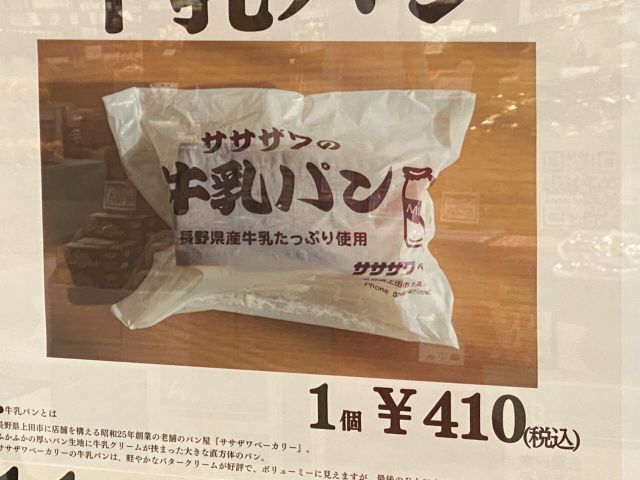 牛乳パン
ササザワの
牛乳パン
長野県産牛乳たっぷり使用
ササザワ
Phone
1個 ¥410(税込)
●牛乳パンとは
長野県上田市に店舗を構える昭和25年創業の老舗のパン屋『ササザワベーカリー』。
ふかふかの厚いパン生地に牛乳クリームが挟まった大きな直方体のパン。
ササザワベーカリーの牛乳パンは、軽やかなバタークリームが好評で、ボリューミーに見えますが、最後の